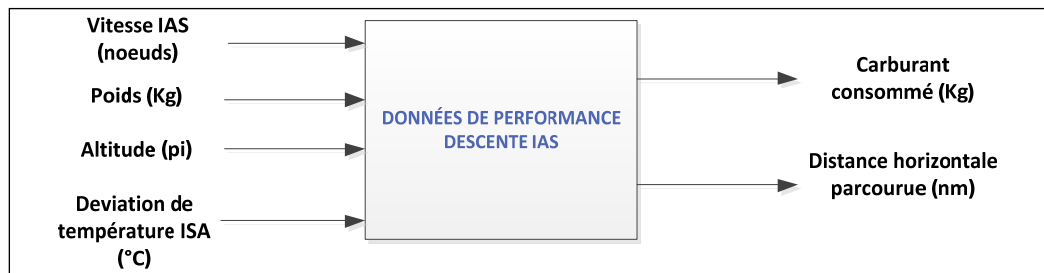 Vitesse IAS
(noeuds)
Poids (Kg)
Altitude (pi)
Deviation de
température ISA
(°C)
DONNÉES DE PERFORMANCE
DESCENTE IAS
Carburant
consommé (Kg)
Distance horizontale
parcourue (nm)